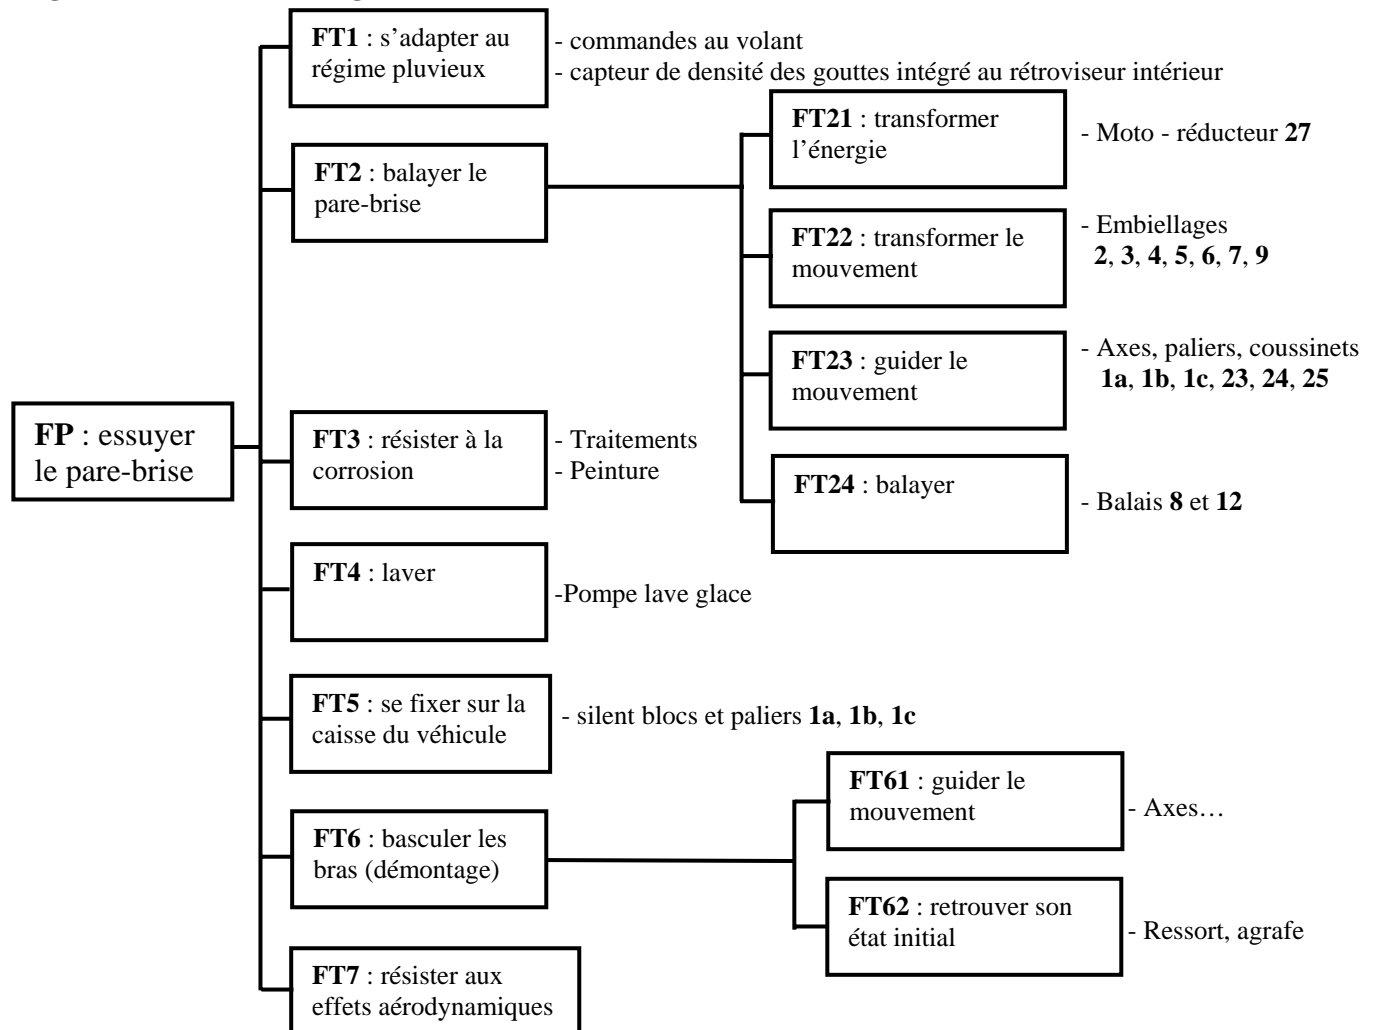 FT1 : s’adapter au
régime pluvieux
- commandes au volant
- capteur de densité des gouttes intégré au rétroviseur intérieur
FT2 : balayer le
pare-brise
FT21 : transformer
l’énergie
- Moto - réducteur 27
FT22 : transformer le
mouvement
- Embiellages
2, 3, 4, 5, 6, 7, 9
FT23 : guider le
mouvement
- Axes, paliers, coussinets
1a, 1b, 1c, 23, 24, 25
FT24 : balayer
- Balais 8 et 12
FP : essuyer
le pare-brise
FT3 : résister à la
corrosion
- Traitements
- Peinture
FT4 : laver
-Pompe lave glace
FT5 : se fixer sur la
caisse du véhicule
- silent blocs et paliers 1a, 1b, 1c
FT6 : basculer les
bras (démontage)
FT61 : guider le
mouvement
- Axes…
FT62 : retrouver son
état initial
- Ressort, agrafe
FT7 : résister aux
effets aérodynamiques